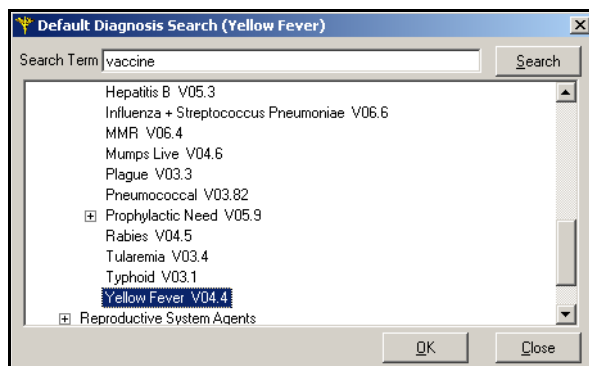 Default Diagnosis Search (Yellow Fever)
Search Term vaccine Search
Hepatitis B V05.3
Influenza + Streptococcus Pneumoniae V06.6
MMR V06.4
Mumps Live V04.6
Plague V03.3
Pneumococcal V03.82
Prophylactic Need V05.9
Rabies V04.5
Tularemia V03.4
Typhoid V03.1
Yellow Fever V04.4
Reproductive System Agents
OK Close